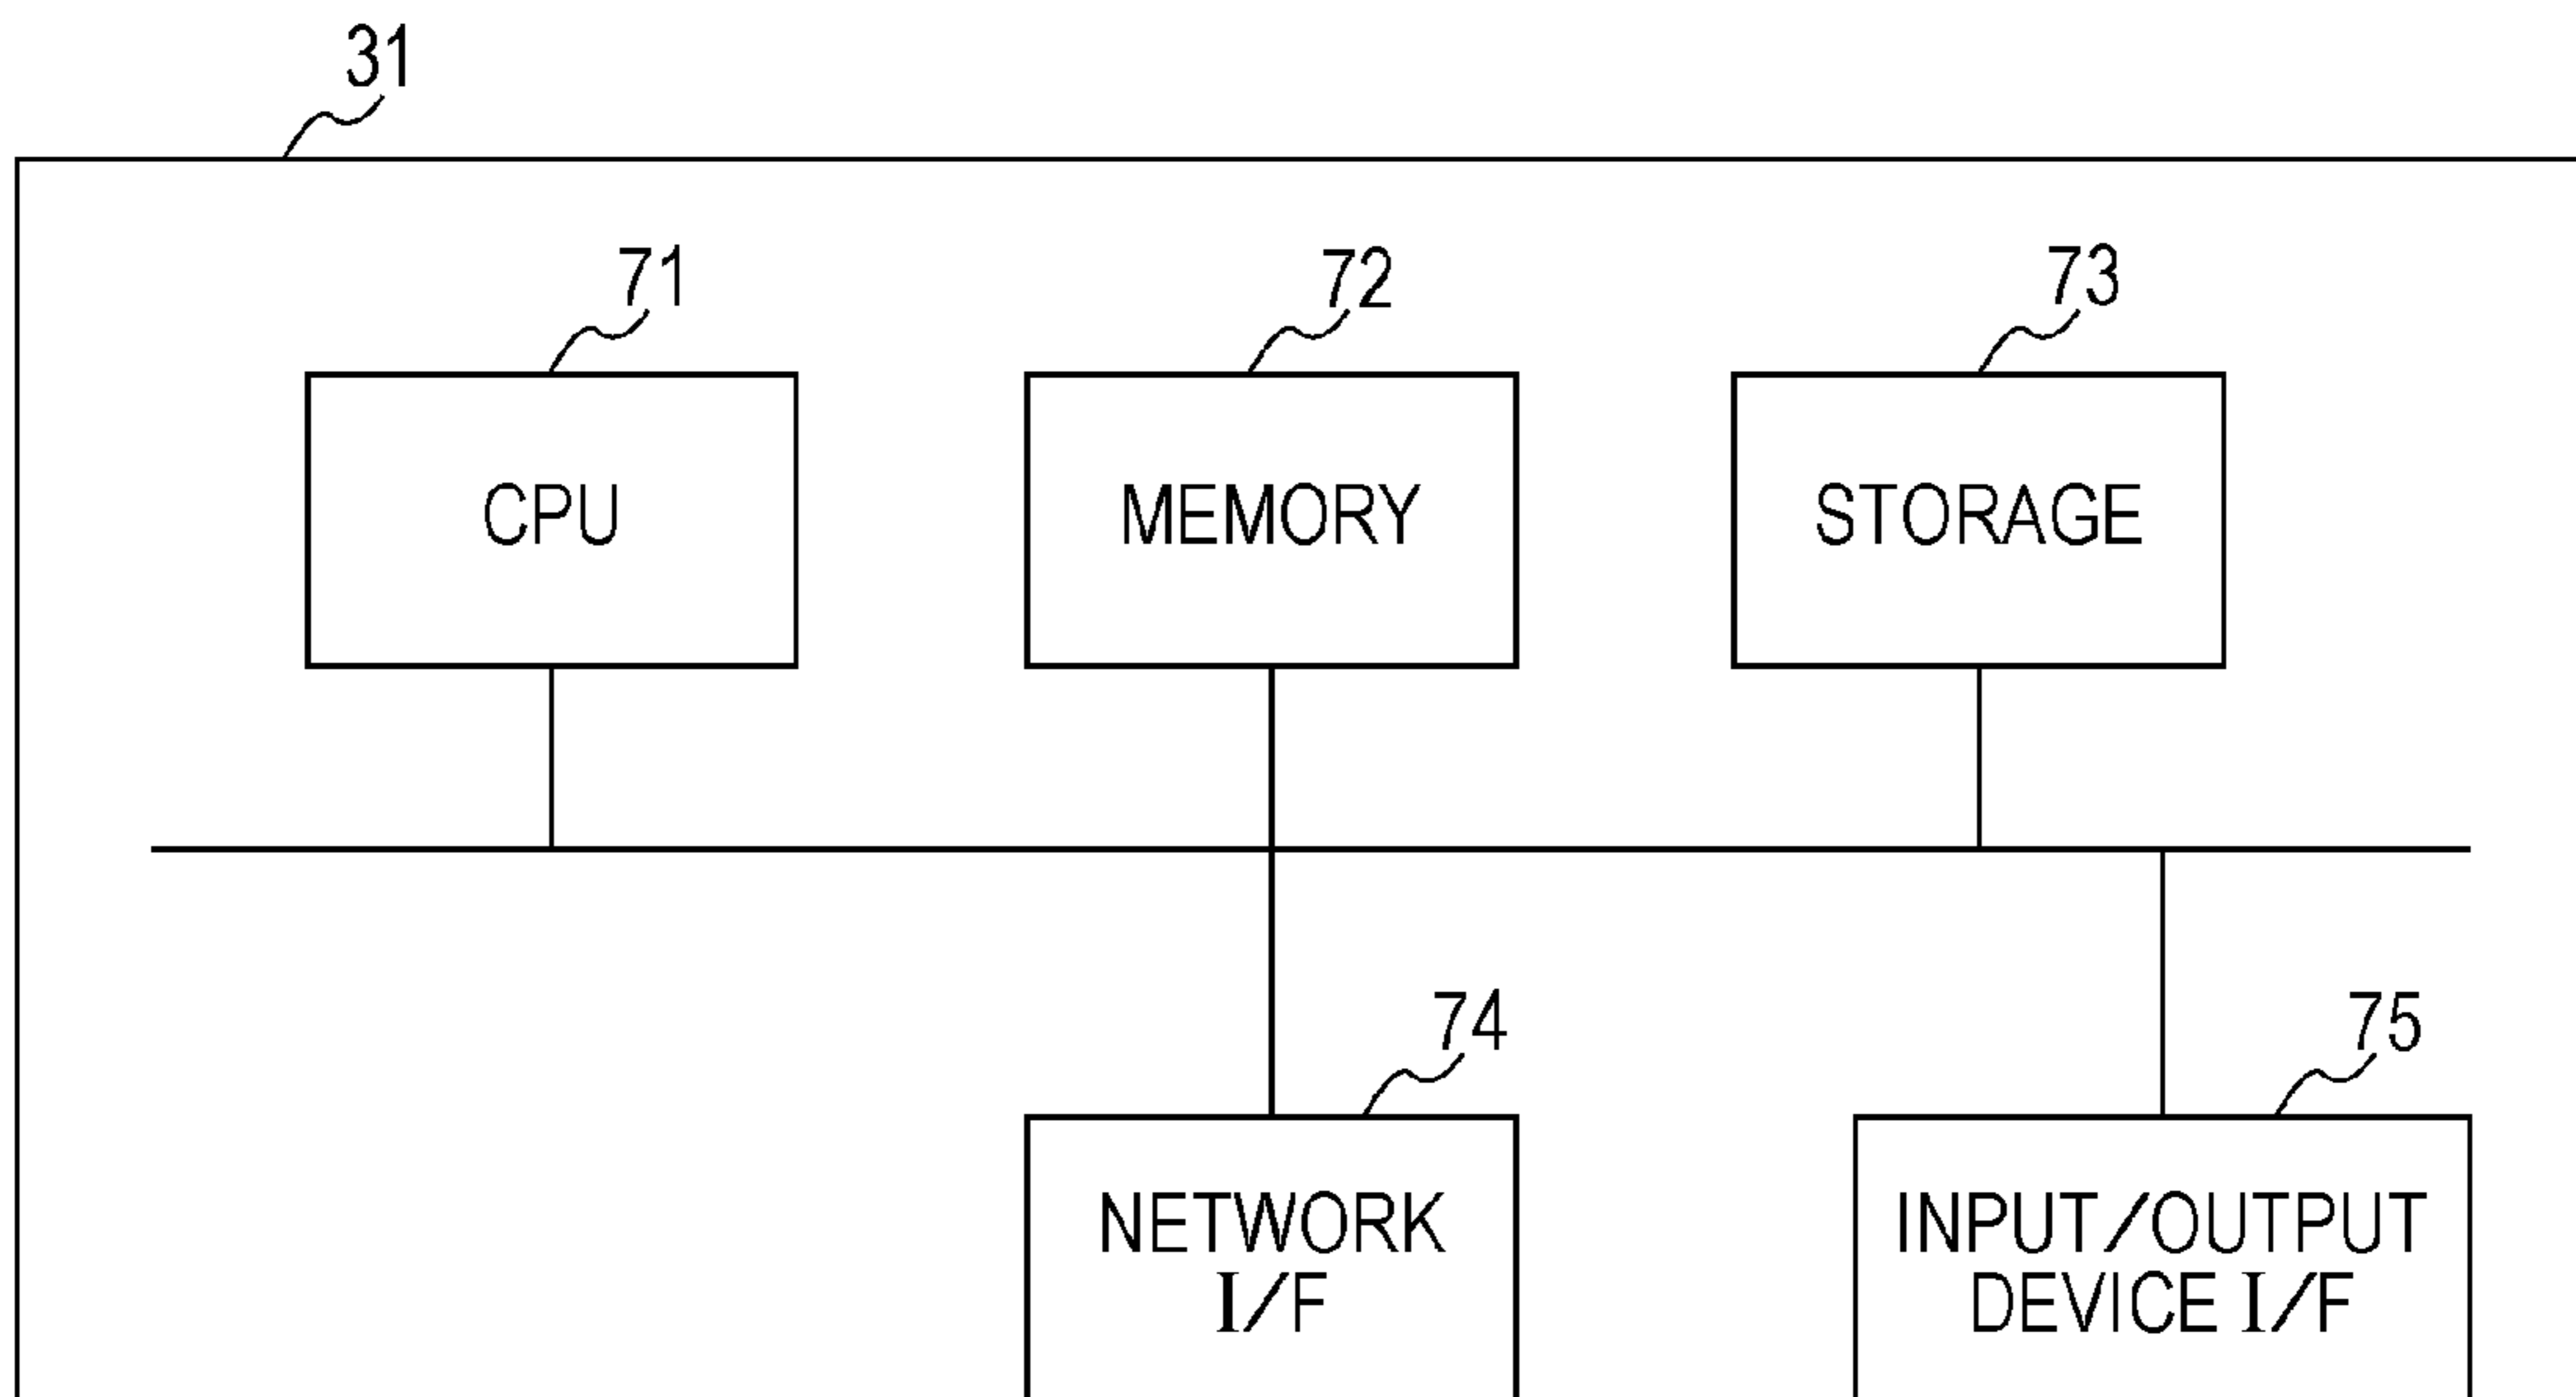 31
71
72
73
CPU
MEMORY
STORAGE
74
75
NETWORK
I/F
INPUT/OUTPUT
DEVICE I/F